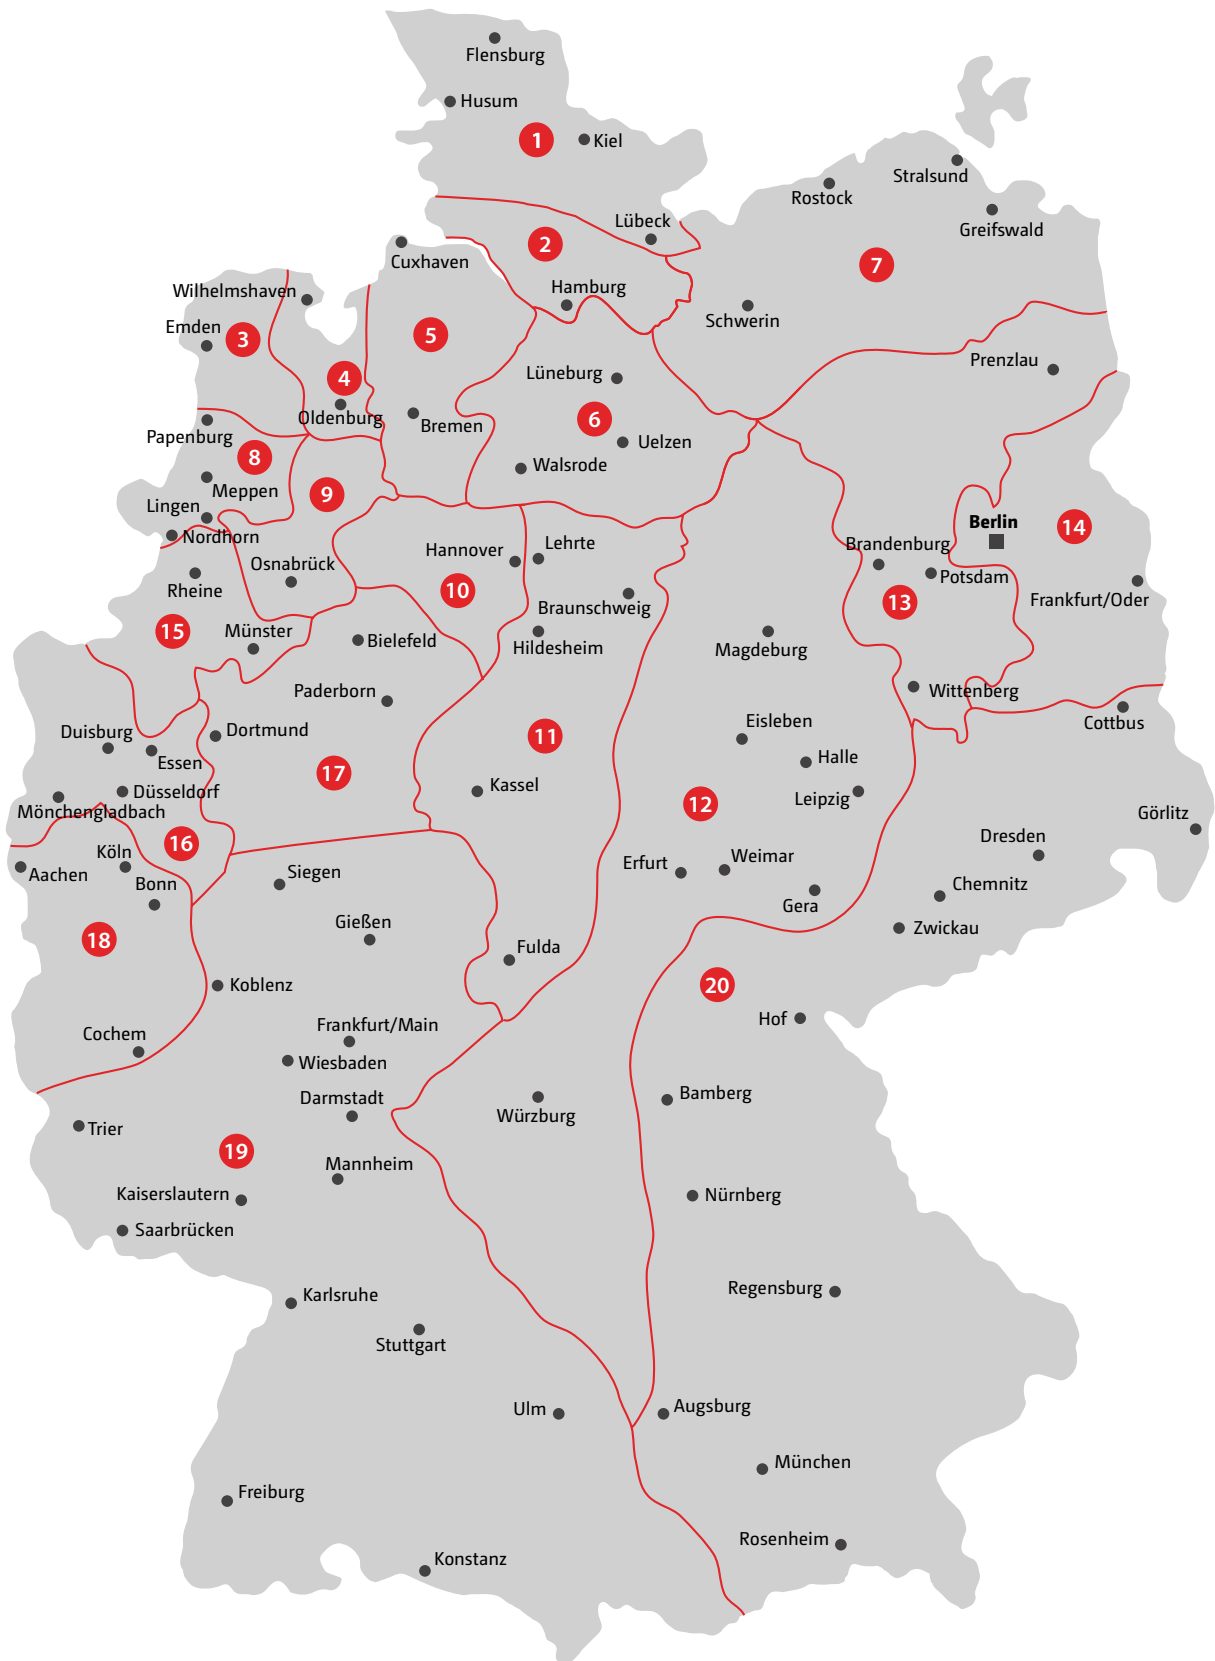 Flensburg
Husum
1
Kiel
Stralsund
Rostock
Lübeck
Greifswald
2
Cuxhaven
7
Wilhelmshaven
Hamburg
Schwerin
Emden
3
5
Prenzlau
4
Lüneburg
Oldenburg
6
Bremen
Papenburg
Uelzen
8
Walsrode
Meppen
9
Lingen
Berlin
14
Nordhorn
Hannover
Lehrte
Brandenburg
Osnabrück
Potsdam
Rheine
10
Frankfurt/Oder
Braunschweig
13
15
Münster
Bielefeld
Hildesheim
Magdeburg
Paderborn
Wittenberg
Duisburg
Dortmund
11
Eisleben
Cottbus
Essen
Halle
17
Kassel
Düsseldorf
Leipzig
Mönchengladbach
12
Görlitz
16
Dresden
Köln
Weimar
Erfurt
Aachen
Siegen
Bonn
Chemnitz
Gera
Gießen
Zwickau
18
Fulda
Koblenz
20
Hof
Frankfurt/Main
Cochem
Wiesbaden
Bamberg
Darmstadt
Würzburg
Trier
19
Mannheim
Kaiserslautern
Nürnberg
Saarbrücken
Regensburg
Karlsruhe
Stuttgart
Ulm
Augsburg
München
Freiburg
Rosenheim
Konstanz